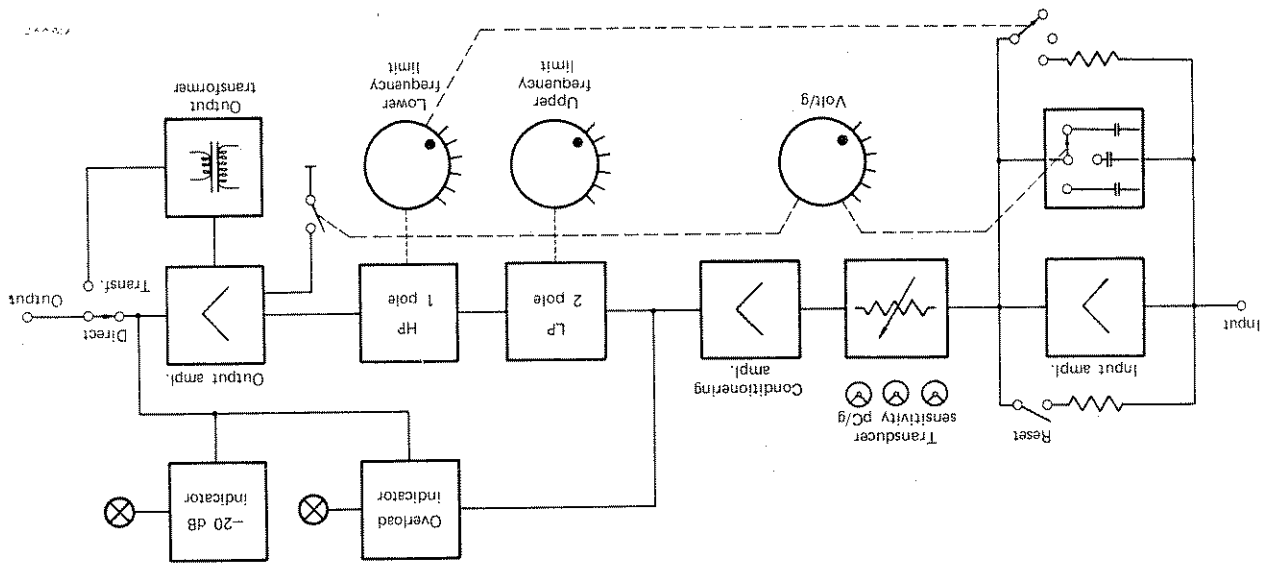 Reset
Input ampl.
Input
Transducer
sensitivity pC/g
Conditioning
ampl.
Overload
indicator
−20 dB
indicator
LP
2 pole
HP
1 pole
Output ampl.
Direct
Transf.
Output
Volt/g
Upper
frequency
limit
Lower
frequency
limit
Output
transformer